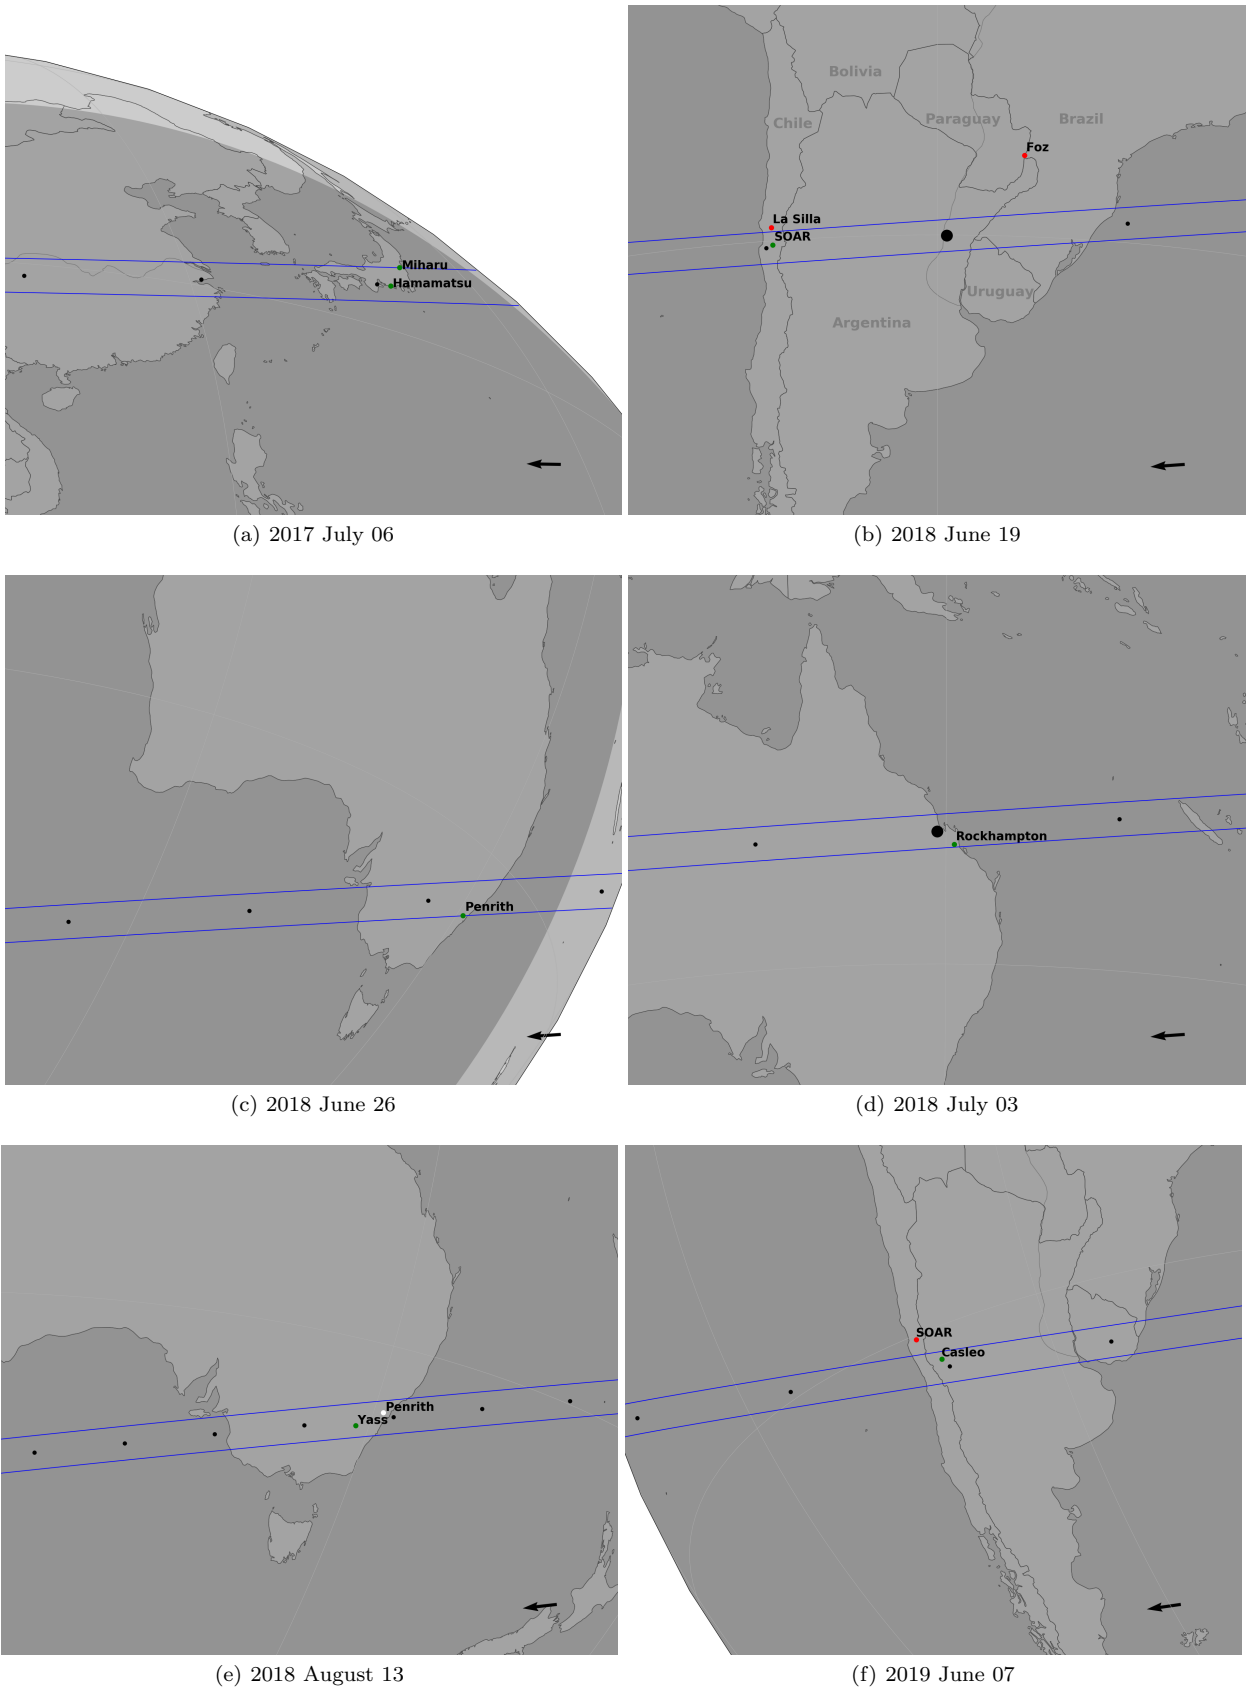 Miharu
Hamamatsu
(a) 2017 July 06
Bolivia
Chile
Paraguay
Brazil
Foz
La Silla
SOAR
Uruguay
Argentina
(b) 2018 June 19
Penrith
(c) 2018 June 26
Rockhampton
(d) 2018 July 03
Penrith
Yass
(e) 2018 August 13
SOAR
Casleo
(f) 2019 June 07